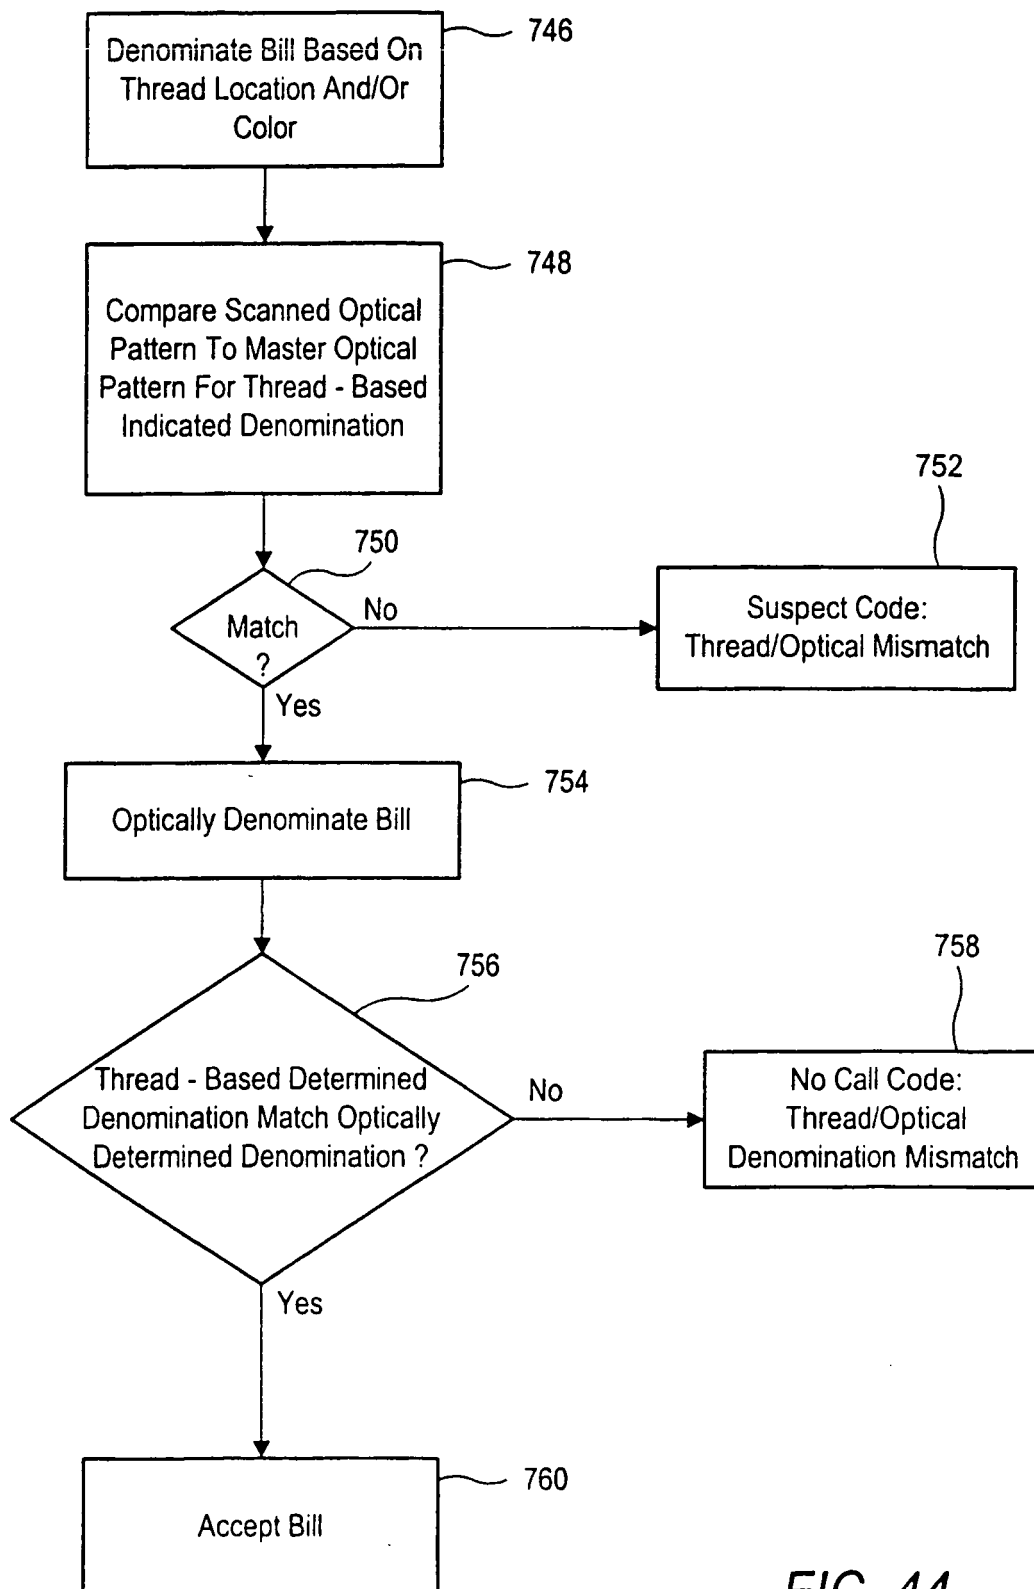 746
Denominate Bill Based On
Thread Location And/Or
Color
748
Compare Scanned Optical
Pattern To Master Optical
Pattern For Thread - Based
Indicated Denomination
752
750
Match
?
No
Suspect Code:
Thread/Optical Mismatch
Yes
754
Optically Denominate Bill
756
758
Thread - Based Determined
Denomination Match Optically
Determined Denomination ?
No
No Call Code:
Thread/Optical
Denomination Mismatch
Yes
760
Accept Bill
FIG. 44